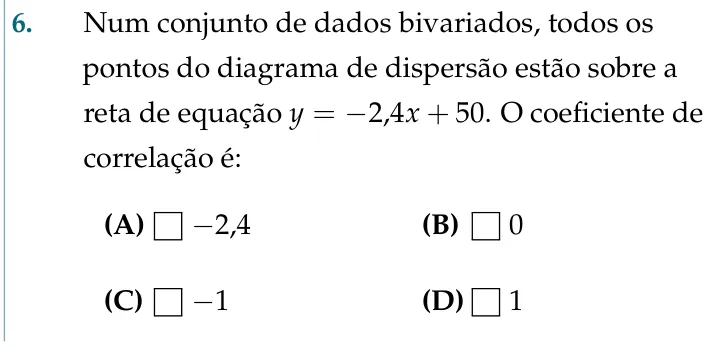 6. Num conjunto de dados bivariados, todos os
pontos do diagrama de dispersão estão sobre a
reta de equação y = −2,4x + 50. O coeficiente de
correlação é:
(A) □ −2,4 (B) □ 0
(C) □ −1 (D) □ 1